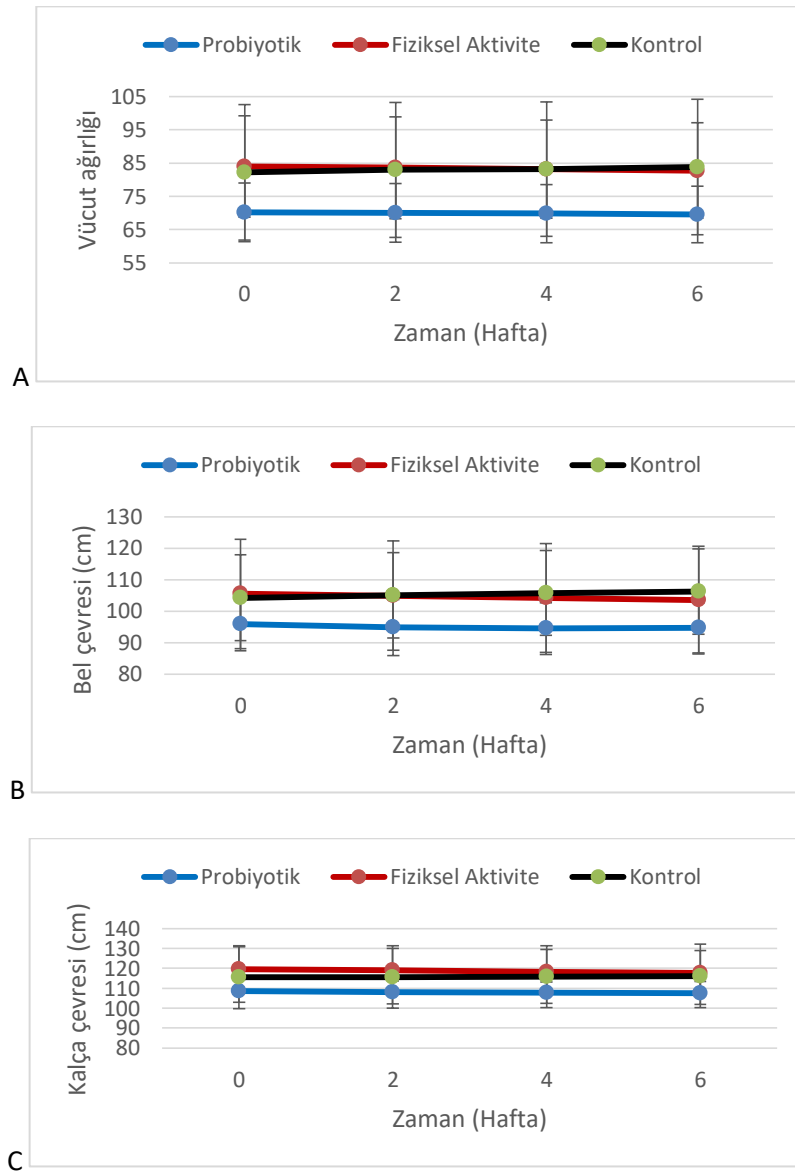 Probiyotik Fiziksel Aktivite Kontrol
105
95
85
75
65
55
Vücut ağırlığı
0 2 4 6
Zaman (Hafta)
A
Probiyotik Fiziksel Aktivite Kontrol
130
120
110
100
90
80
Bel çevresi (cm)
0 2 4 6
Zaman (Hafta)
B
Probiyotik Fiziksel Aktivite Kontrol
140
130
120
110
100
90
80
Kalça çevresi (cm)
0 2 4 6
Zaman (Hafta)
C